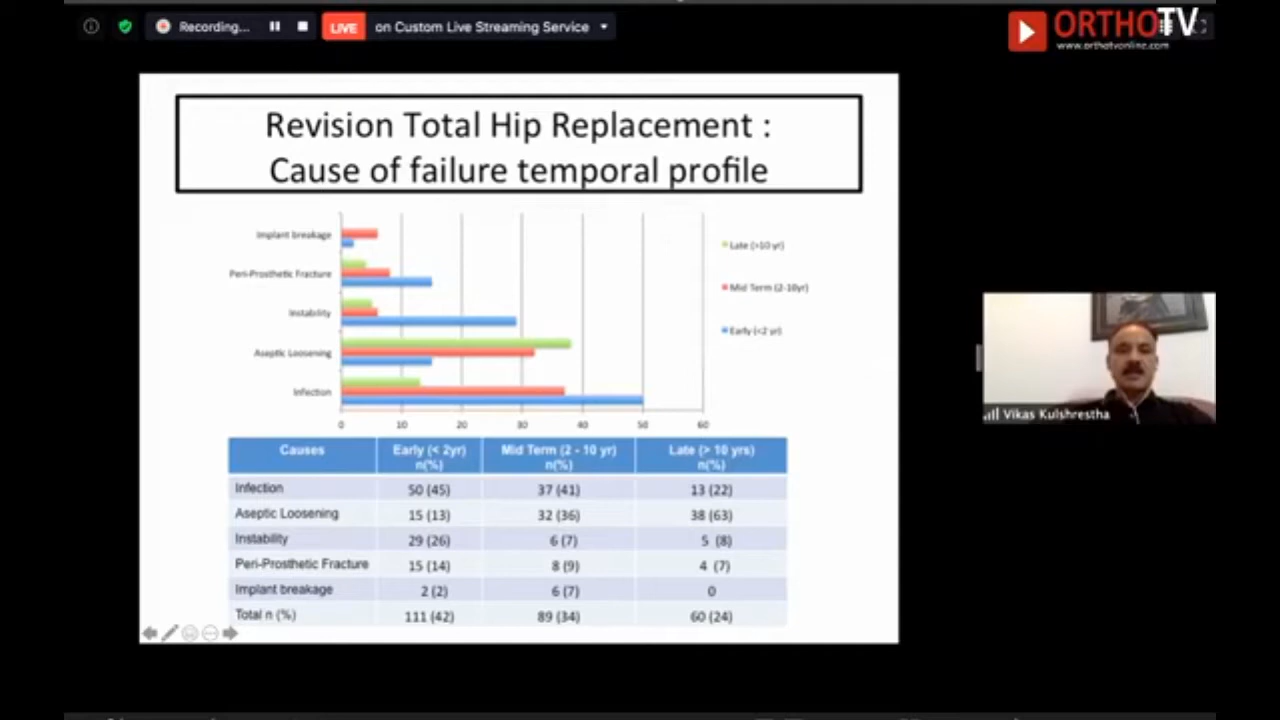 Recording...
LIVE
on Custom Live Streaming Service
ORTHOTV
www.orthotvonline.com
Revision Total Hip Replacement :
Cause of failure temporal profile
Implant breakage
Peri-Prosthetic Fracture
Instability
Aseptic Loosening
Infection
0 10 20 30 40 50 60
Late (>10 yr)
Mid Term (2-10yr)
Early (<2 yr)
Causes Early (< 2yr) n(%) Mid Term (2 - 10 yr) n(%) Late (> 10 yrs) n(%)
Infection 50 (45) 37 (41) 13 (22)
Aseptic Loosening 15 (13) 32 (36) 38 (63)
Instability 29 (26) 6 (7) 5 (8)
Peri-Prosthetic Fracture 15 (14) 8 (9) 4 (7)
Implant breakage 2 (2) 6 (7) 0
Total n (%) 111 (42) 89 (34) 60 (24)
Vikas Kulshrestha